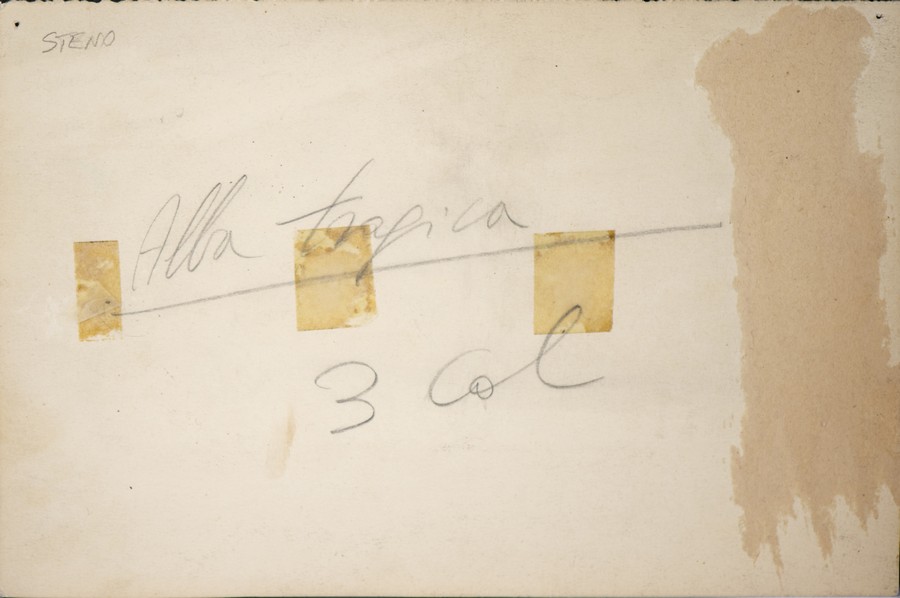 STENO
Alba tragica
3 Col